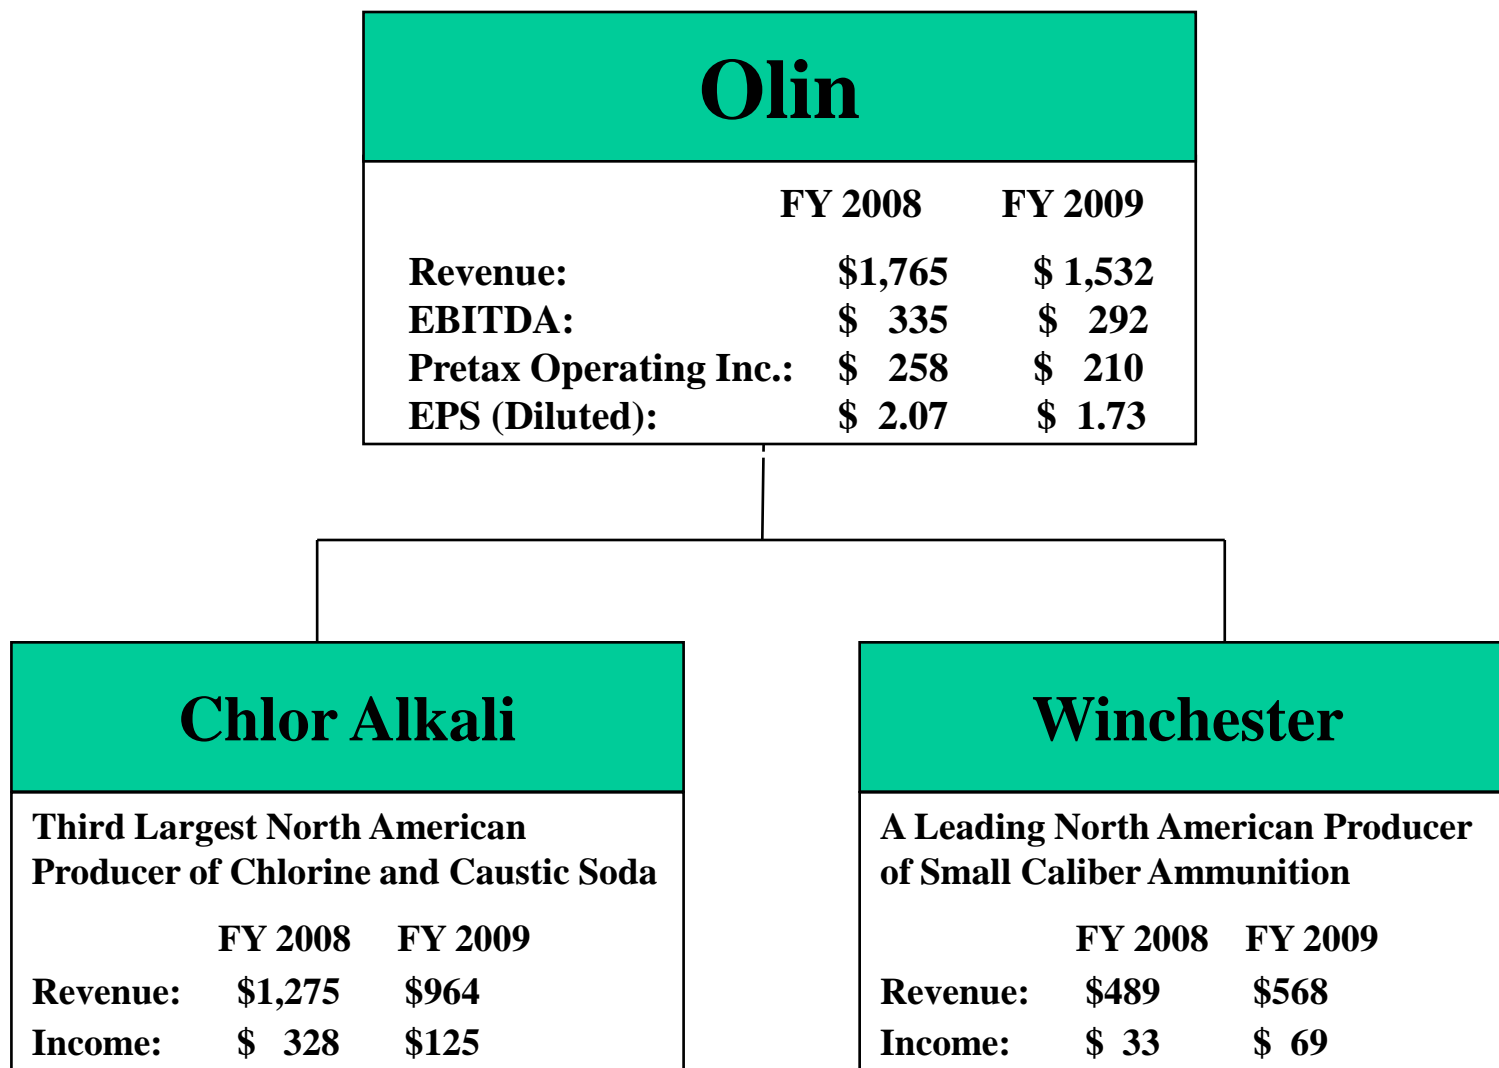 Olin
FY 2008 FY 2009
Revenue: $1,765 $ 1,532
EBITDA: $ 335 $ 292
Pretax Operating Inc.: $ 258 $ 210
EPS (Diluted): $ 2.07 $ 1.73
Chlor Alkali
Third Largest North American
Producer of Chlorine and Caustic Soda
FY 2008 FY 2009
Revenue: $1,275 $964
Income: $ 328 $125
Winchester
A Leading North American Producer
of Small Caliber Ammunition
FY 2008 FY 2009
Revenue: $489 $568
Income: $ 33 $ 69